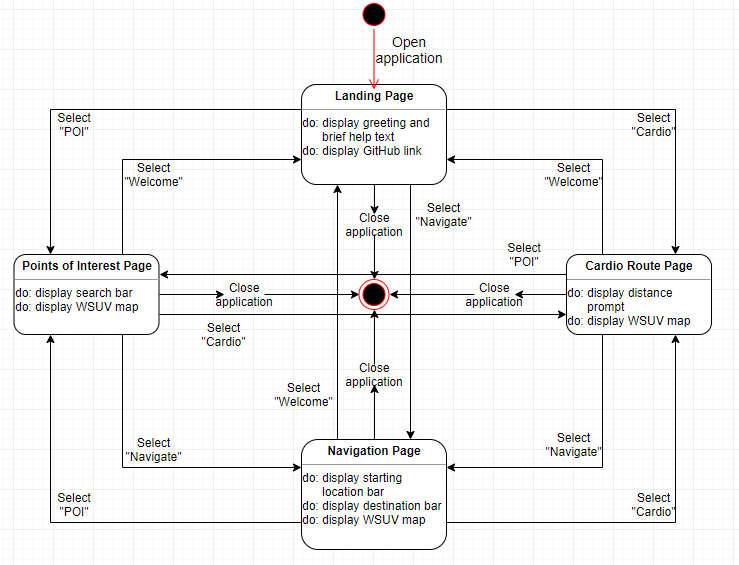 Open
application
Landing Page
do: display greeting and
brief help text
do: display GitHub link
Select
"POI"
Select
"Cardio"
Select
"Welcome"
Select
"Welcome"
Close
application
Select
"Navigate"
Select
"POI"
Points of Interest Page
do: display search bar
do: display WSUV map
Cardio Route Page
do: display distance
prompt
do: display WSUV map
Close
application
Close
application
Select
"Cardio"
Close
application
Select
"Welcome"
Select
"Navigate"
Select
"Navigate"
Navigation Page
do: display starting
location bar
do: display destination bar
do: display WSUV map
Select
"POI"
Select
"Cardio"